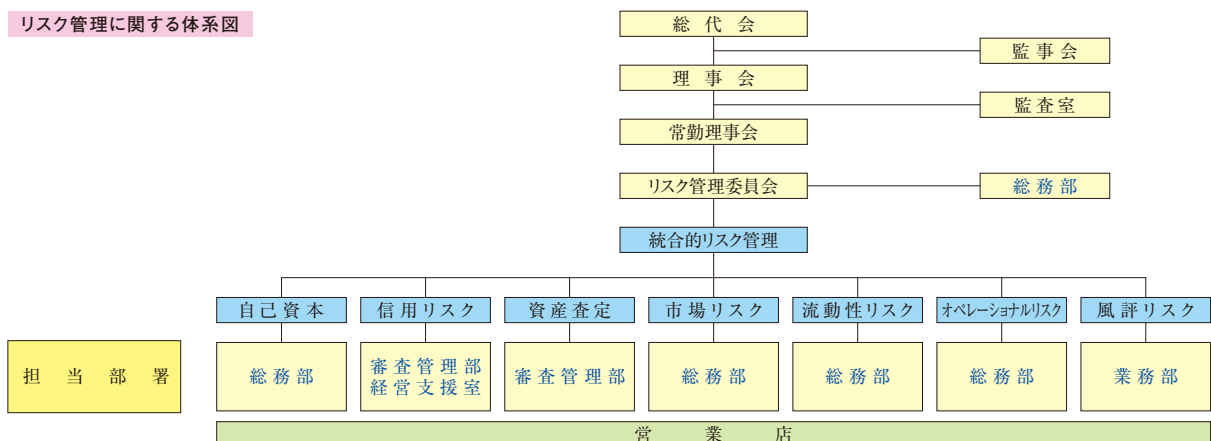 リスク管理に関する体系図
総代会
監事会
理事会
監査室
常勤理事会
リスク管理委員会
総務部
統合的リスク管理
自己資本
信用リスク
資産査定
市場リスク
流動性リスク
オペレーショナルリスク
風評リスク
担当部署
総務部
審査管理部
経営支援室
審査管理部
総務部
総務部
総務部
業務部
営業店